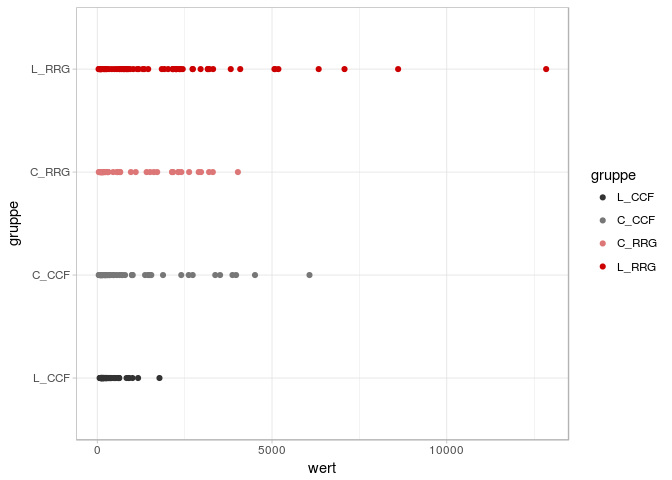 L_RRG
C_RRG
C_CCF
L_CCF
gruppe
0 5000 10000
wert
gruppe
L_CCF
C_CCF
C_RRG
L_RRG